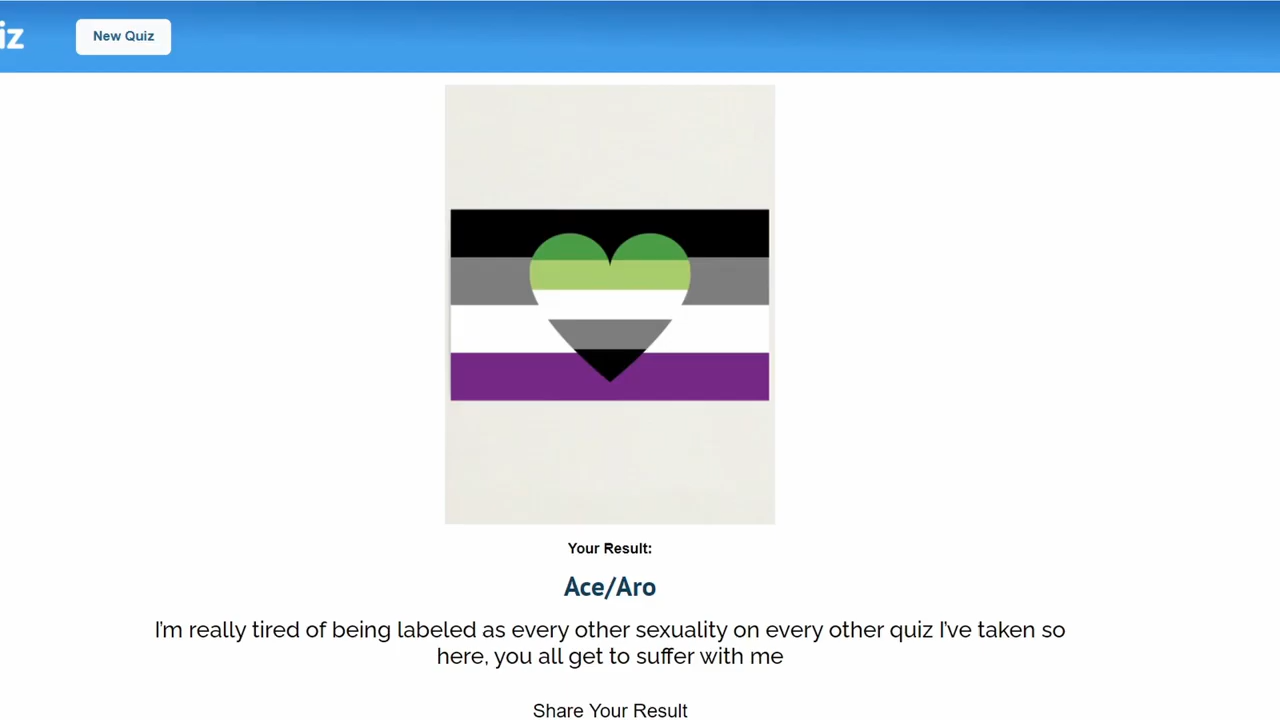 iz
New Quiz
Your Result:
Ace/Aro
I'm really tired of being labeled as every other sexuality on every other quiz I've taken so
here, you all get to suffer with me
Share Your Result